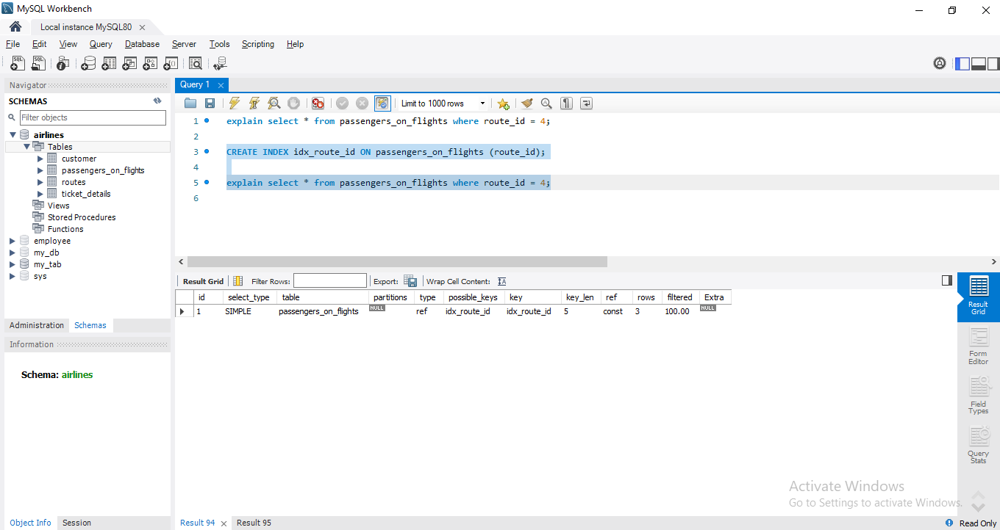 MySQL Workbench
Local instance MySQL80
File Edit View Query Database Server Tools Scripting Help
Navigator
SCHEMAS
Filter objects
airlines
Tables
customer
passengers_on_flights
routes
ticket_details
Views
Stored Procedures
Functions
employee
my_db
my_tab
sys
Administration Schemas
Information
Schema: airlines
Object Info Session
Query 1
Limit to 1000 rows
1 explain select * from passengers_on_flights where route_id = 4;
2
3 CREATE INDEX idx_route_id ON passengers_on_flights (route_id);
4
5 explain select * from passengers_on_flights where route_id = 4;
6
Result Grid Filter Rows: Export: Wrap Cell Content:
id select_type table partitions type possible_keys key key_len ref rows filtered Extra
1 SIMPLE passengers_on_flights NULL ref idx_route_id idx_route_id 5 const 3 100.00 NULL
Result
Grid
Form
Editor
Field
Types
Query
Stats
Activate Windows
Go to Settings to activate Windows.
Result 94 Result 95
Read Only